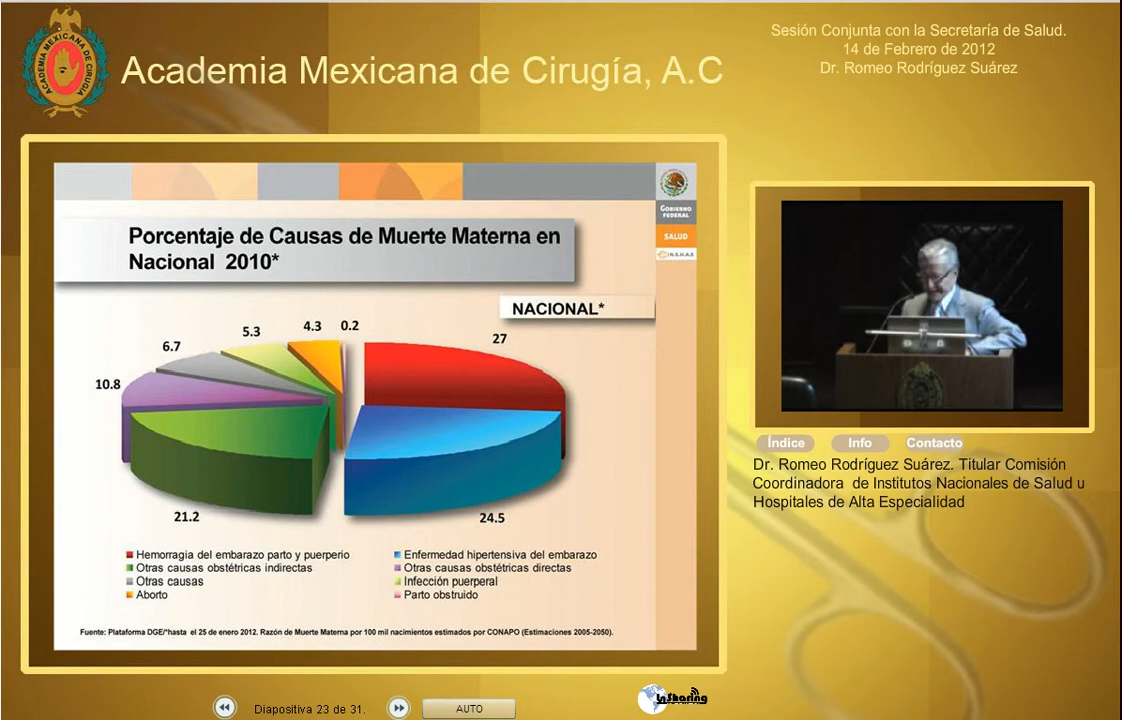 ACADEMIA MEXICANA DE CIRUGIA
Academia Mexicana de Cirugía, A.C
Sesión Conjunta con la Secretaría de Salud.
14 de Febrero de 2012
Dr. Romeo Rodríguez Suárez
GOBIERNO
FEDERAL
SALUD
Porcentaje de Causas de Muerte Materna en
Nacional 2010*
NACIONAL*
27
0.2
4.3
5.3
6.7
10.8
21.2
24.5
Hemorragia del embarazo parto y puerperio
Enfermedad hipertensiva del embarazo
Otras causas obstétricas indirectas
Otras causas obstétricas directas
Otras causas
Infección puerperal
Aborto
Parto obstruido
Fuente: Plataforma DGE/*hasta el 25 de enero 2012. Razón de Muerte Materna por 100 mil nacimientos estimados por CONAPO (Estimaciones 2005-2050).
Índice Info Contacto
Dr. Romeo Rodríguez Suárez. Titular Comisión
Coordinadora de Institutos Nacionales de Salud u
Hospitales de Alta Especialidad
Diapositiva 23 de 31.
AUTO
InSharing